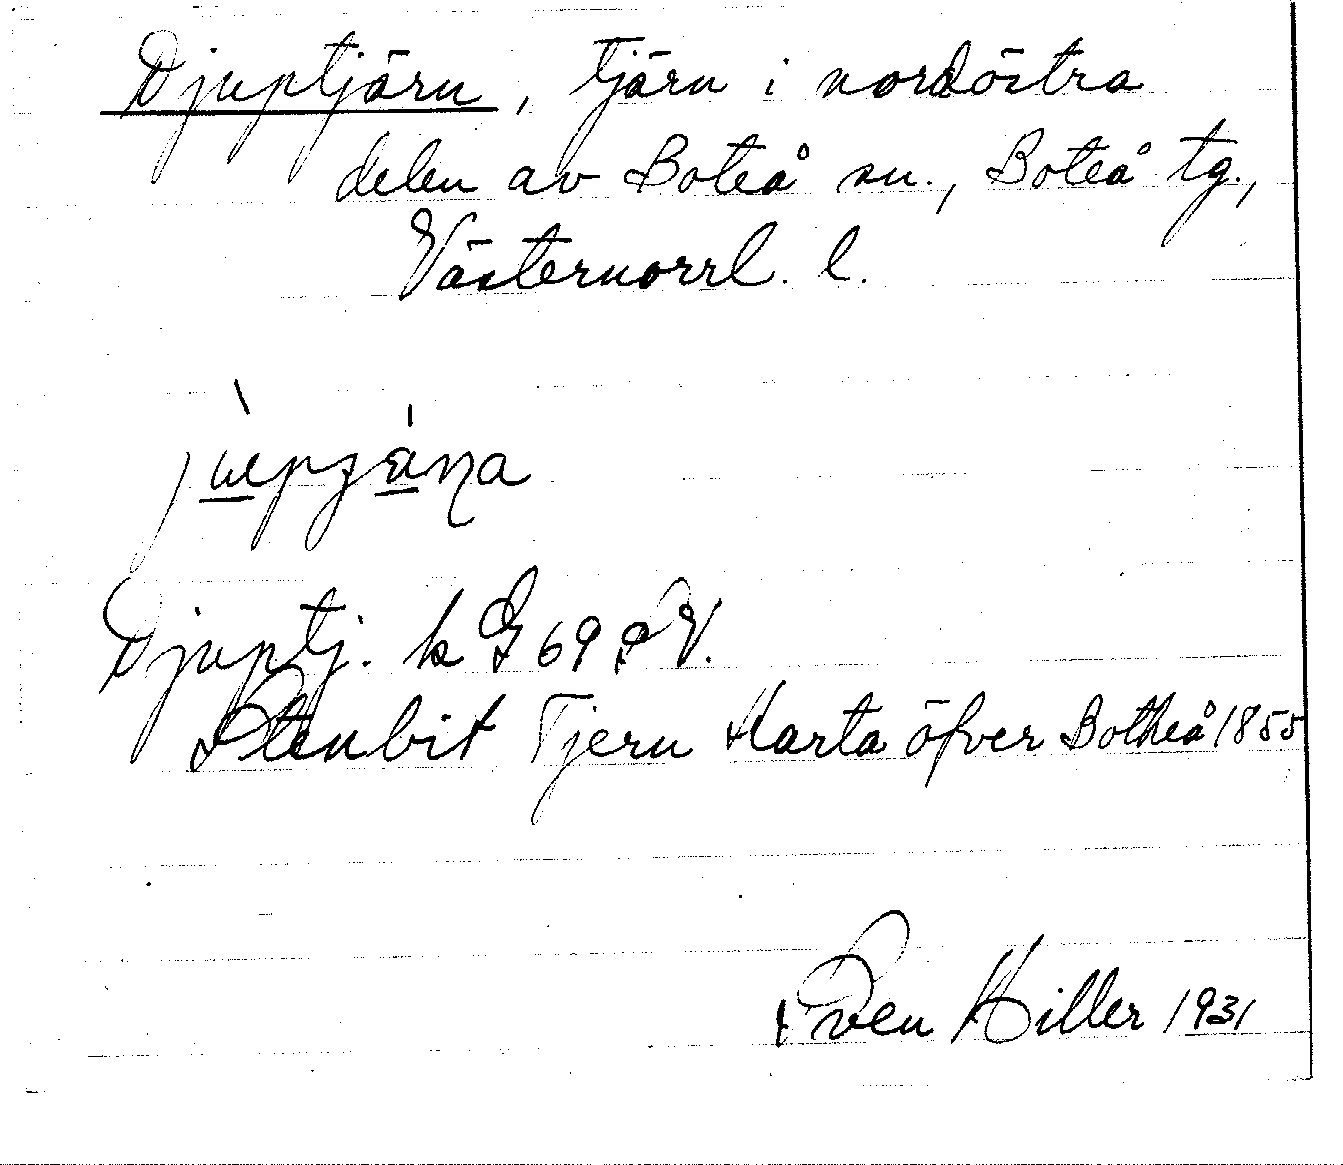 Djuptjärn, tjärn i nordöstra
delen av Boteå sn., Boteå tg.,
Västernorrl. l.
Djuptj. k G 69 SV.
Stenbit Tjern Karta öfver Botheå 1855
Sven Hiller 1931